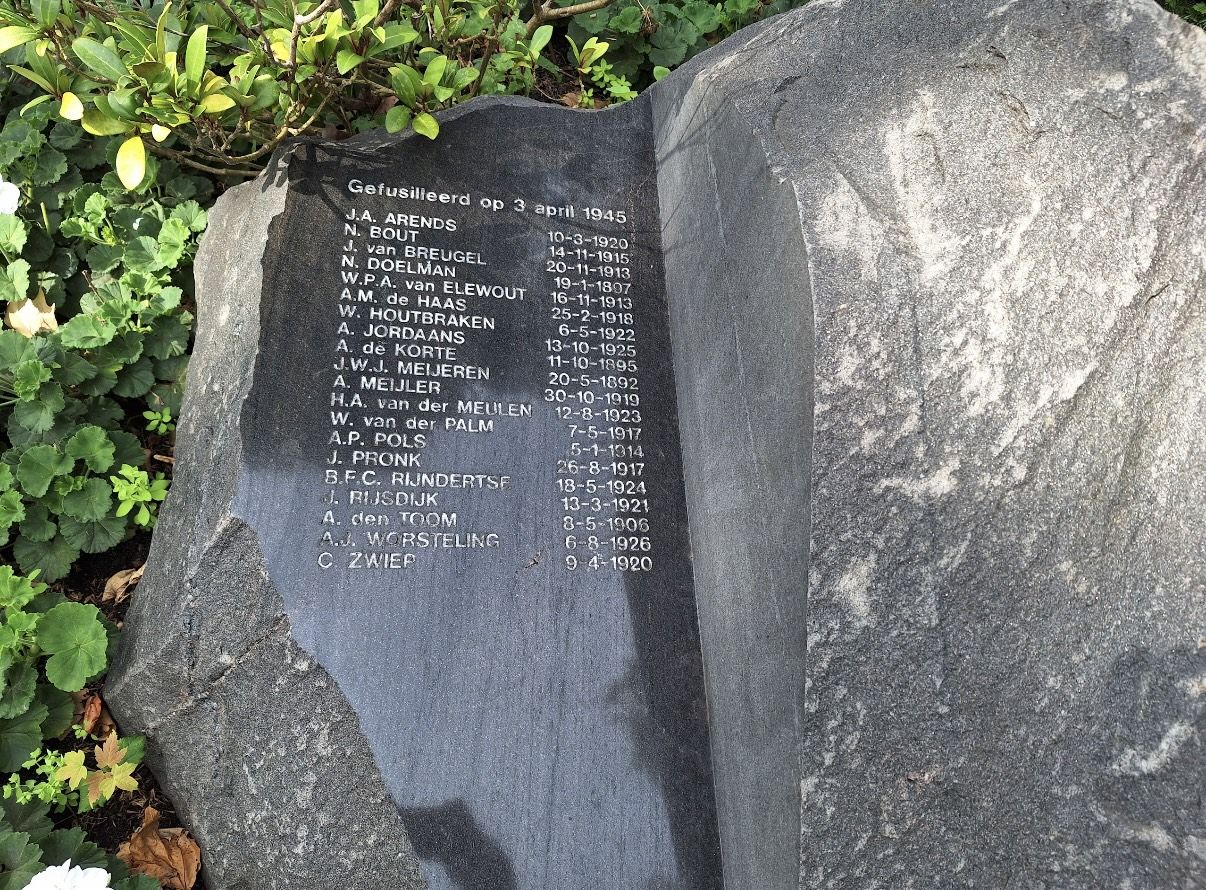 Gefusilleerd op 3 april 1945
J.A. ARENDS 10-3-1920
N. BOUT 14-11-1915
J. van BREUGEL 20-11-1913
N. DOELMAN 19-1-1897
W.P.A. van ELEWOUT 16-11-1913
A.M. de HAAS 25-2-1918
W. HOUTBRAKEN 6-5-1922
A. JORDAANS 13-10-1925
A. de KORTE 11-10-1895
J.W.J. MEIJEREN 20-5-1892
A. MEIJLER 30-10-1919
H.A. van der MEULEN 12-8-1923
W. van der PALM 7-5-1917
A.P. POLS 5-1-1914
J. PRONK 26-8-1917
B.F.C. RIJNDERTSE 18-5-1924
J. RIJSDIJK 13-3-1921
A. den TOOM 8-5-1906
A.J. WORSTELING 6-8-1926
C ZWIEP 9-4-1920